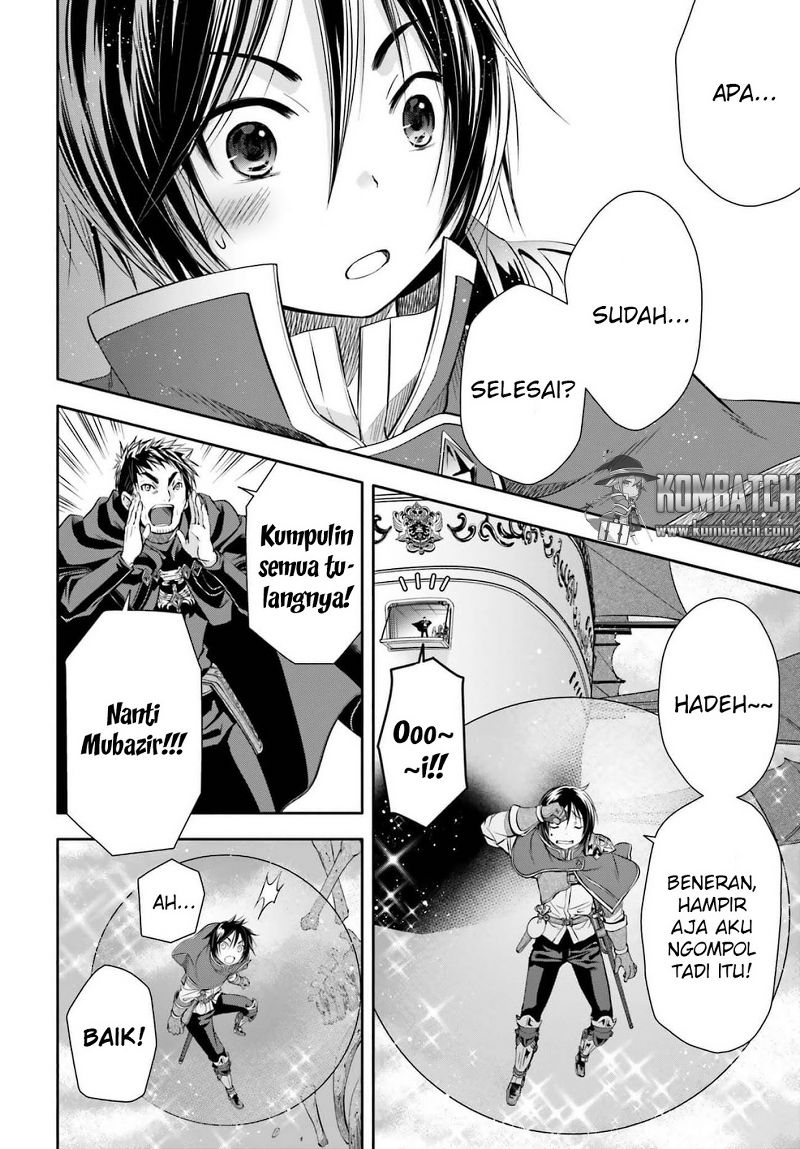 APA...
SUDAH...
SELESAI?
KOMBATCH
www.kombatch.com
HADEH~~
Ooo~
~i!!
BENERAN,
HAMPIR
AJA AKU
NGOMPOL
TADI ITU!
Kumpulin
semua tu-
langnya!
Nanti
Mubazir!!!
AH...
BAIK!